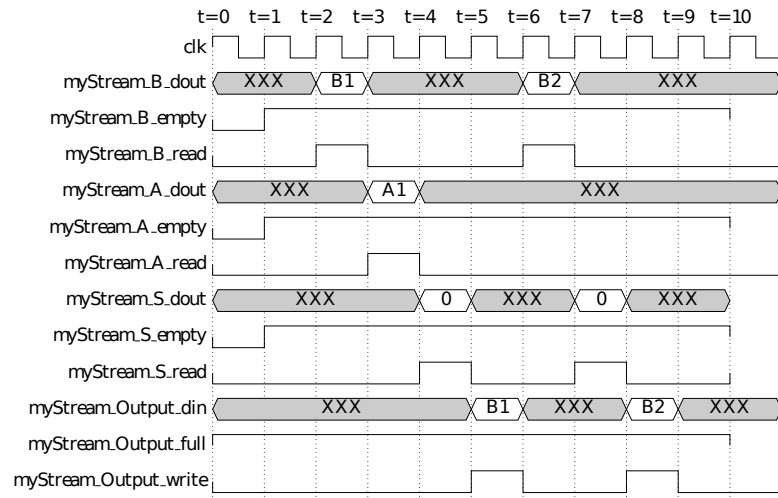 t=0 t=1 t=2 t=3 t=4 t=5 t=6 t=7 t=8 t=9 t=10
clk
myStream_B_dout XXX B1 XXX B2 XXX
myStream_B_empty
myStream_B_read
myStream_A_dout XXX A1 XXX
myStream_A_empty
myStream_A_read
myStream_S_dout XXX 0 XXX 0 XXX
myStream_S_empty
myStream_S_read
myStream_Output_din XXX B1 XXX B2 XXX
myStream_Output_full
myStream_Output_write